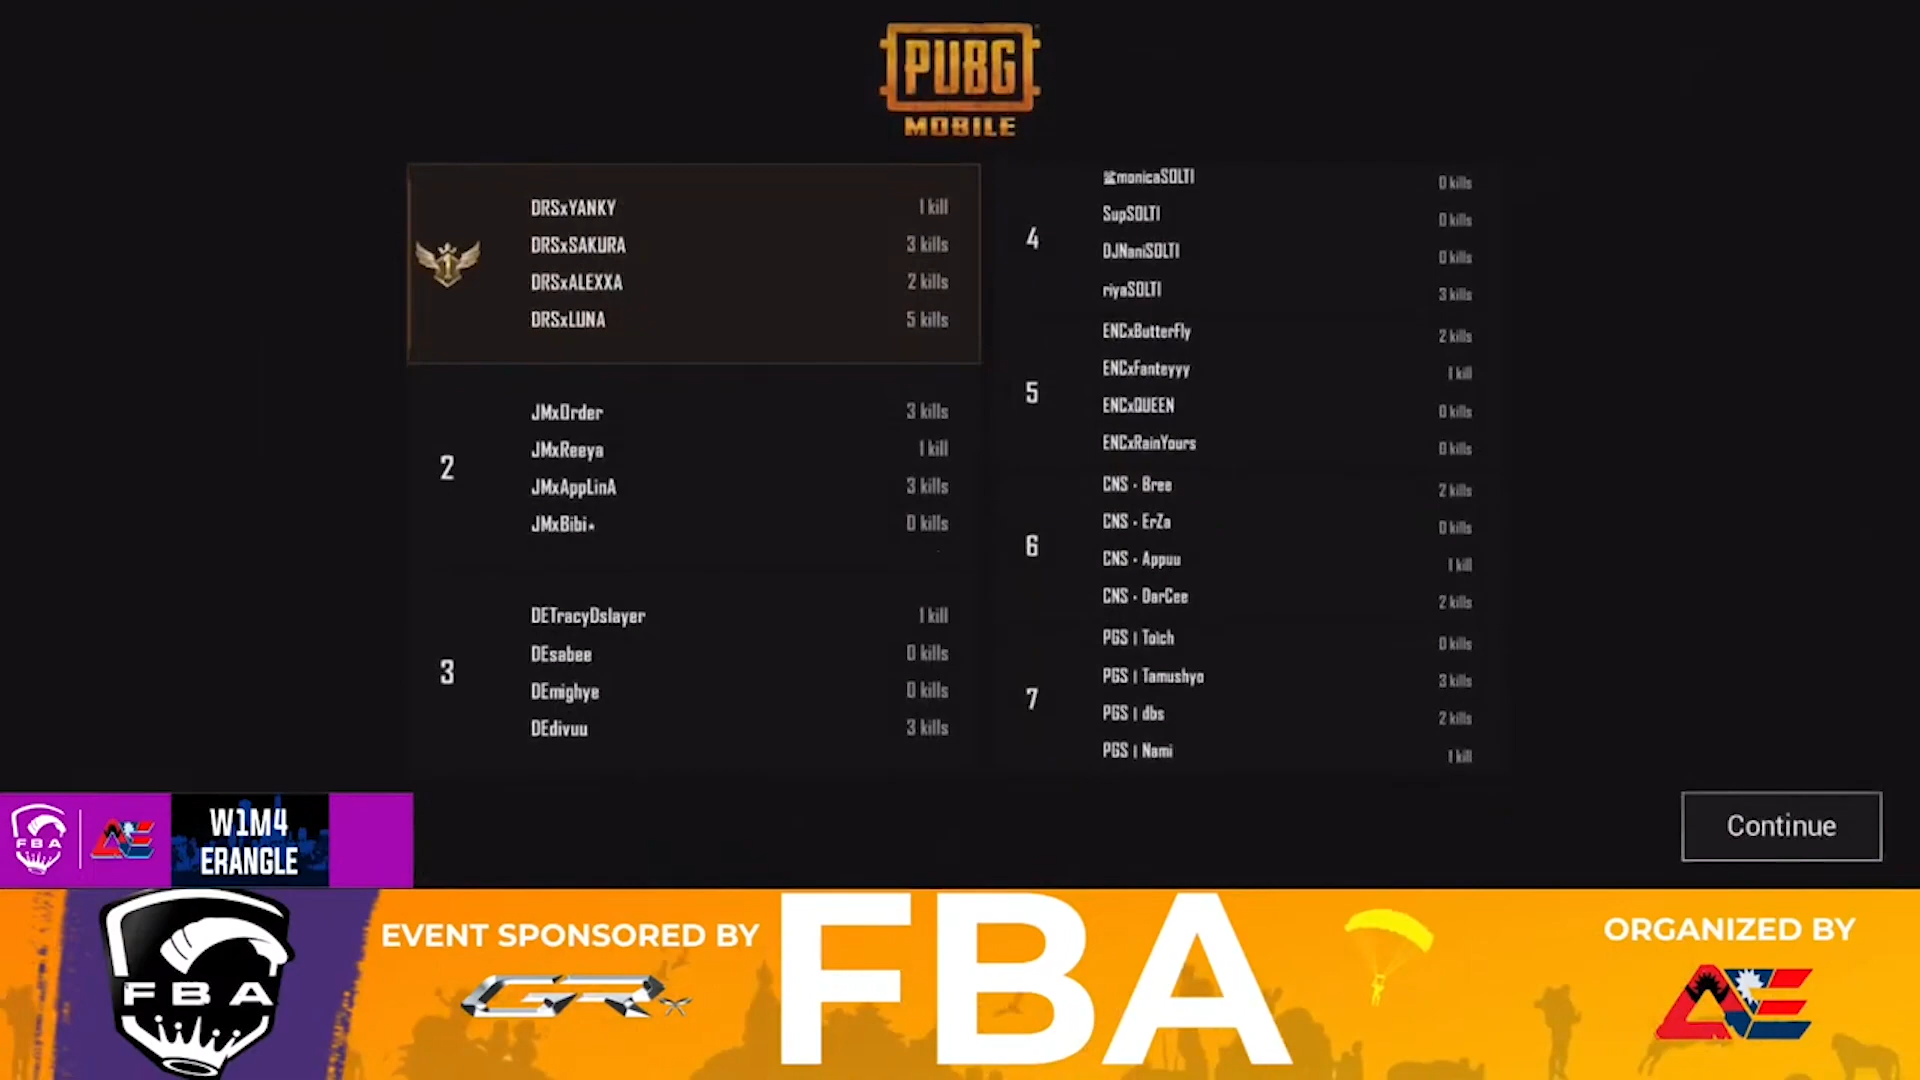 PUBG
MOBILE
1
DRSxYANKY 1 kill
DRSxSAKURA 3 kills
DRSxALEXXA 2 kills
DRSxLUNA 5 kills
2
JMxOrder 3 kills
JMxReeya 1 kill
JMxAppLinA 3 kills
JMxBibi★ 0 kills
3
DETracyDslayer 1 kill
DEsabee 0 kills
DEmighye 0 kills
DEdivuu 3 kills
4
monicaSOLTI 0 kills
SupSOLTI 0 kills
DJNaniSOLTI 0 kills
riyaSOLTI 3 kills
5
ENCxButterFly 2 kills
ENCxFanteyyy 1 kill
ENCxQUEEN 0 kills
ENCxRainYours 0 kills
6
CNS • Bree 2 kills
CNS • ErZa 0 kills
CNS • Appuu 1 kill
CNS • DarCee 2 kills
7
PGS | Toich 0 kills
PGS | Tamushyo 3 kills
PGS | dbs 2 kills
PGS | Nami 1 kill
FBA
AE
W1M4
ERANGLE
Continue
FBA
EVENT SPONSORED BY
GRX
FBA
ORGANIZED BY
AE